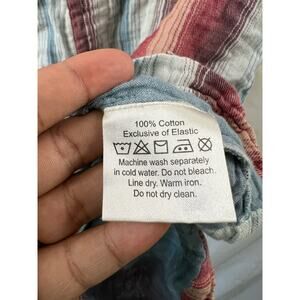 100% Cotton
Exclusive of Elastic
Machine wash separately
in cold water. Do not bleach.
Line dry. Warm iron.
Do not dry clean.